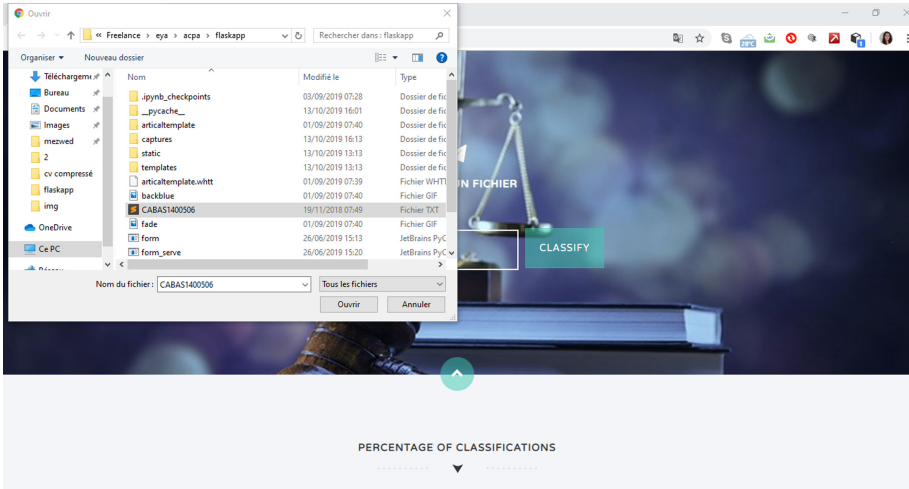 Ouvrir
« Freelance > eya > acpa > flaskapp
Rechercher dans : flaskapp
Organiser
Nouveau dossier
Nom
Modifié le
Type
Téléchargeme
Bureau
Documents
Images
mezwed
2
cv compressé
flaskapp
img
OneDrive
Ce PC
.ipynb_checkpoints 03/09/2019 07:28 Dossier de fic
__pycache__ 13/10/2019 16:01 Dossier de fic
articaltemplate 01/09/2019 07:40 Dossier de fic
captures 13/10/2019 16:13 Dossier de fic
static 13/10/2019 13:13 Dossier de fic
templates 13/10/2019 13:13 Dossier de fic
articaltemplate.whtt 01/09/2019 07:39 Fichier WHTT
backblue 01/09/2019 07:40 Fichier GIF
CABAS1400506 19/11/2018 07:49 Fichier TXT
fade 01/09/2019 07:40 Fichier GIF
form 26/06/2019 15:13 JetBrains PyC
form_serve 26/06/2019 15:20 JetBrains PyC
Nom du fichier : CABAS1400506
Tous les fichiers
Ouvrir
Annuler
UN FICHIER
CLASSIFY
PERCENTAGE OF CLASSIFICATIONS